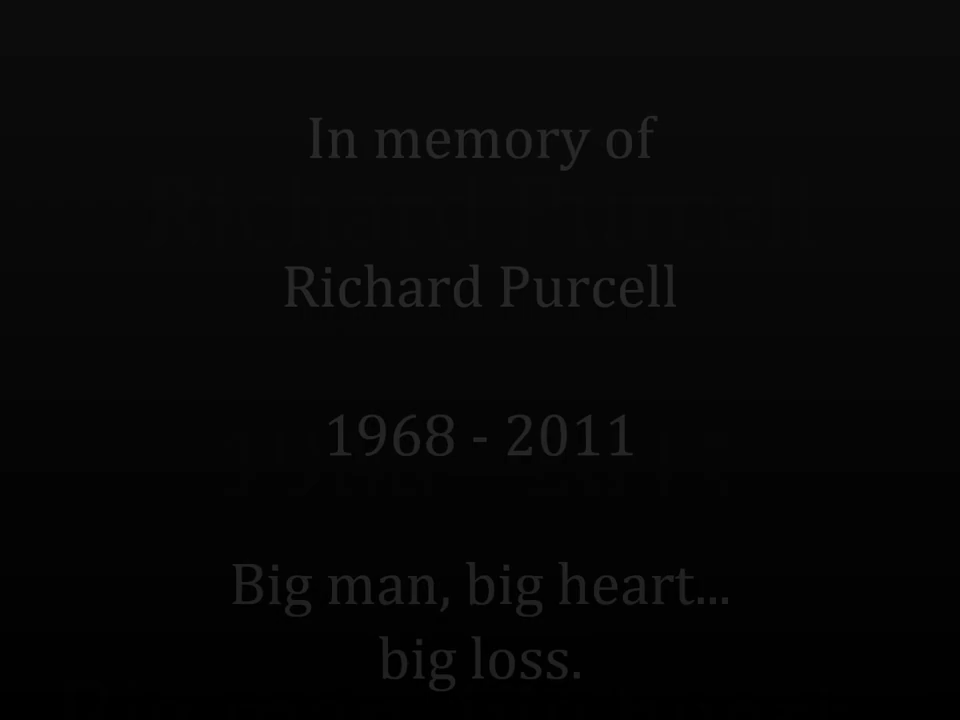 In memory of
Richard Purcell
1968 - 2011
Big man, big heart...
big loss.